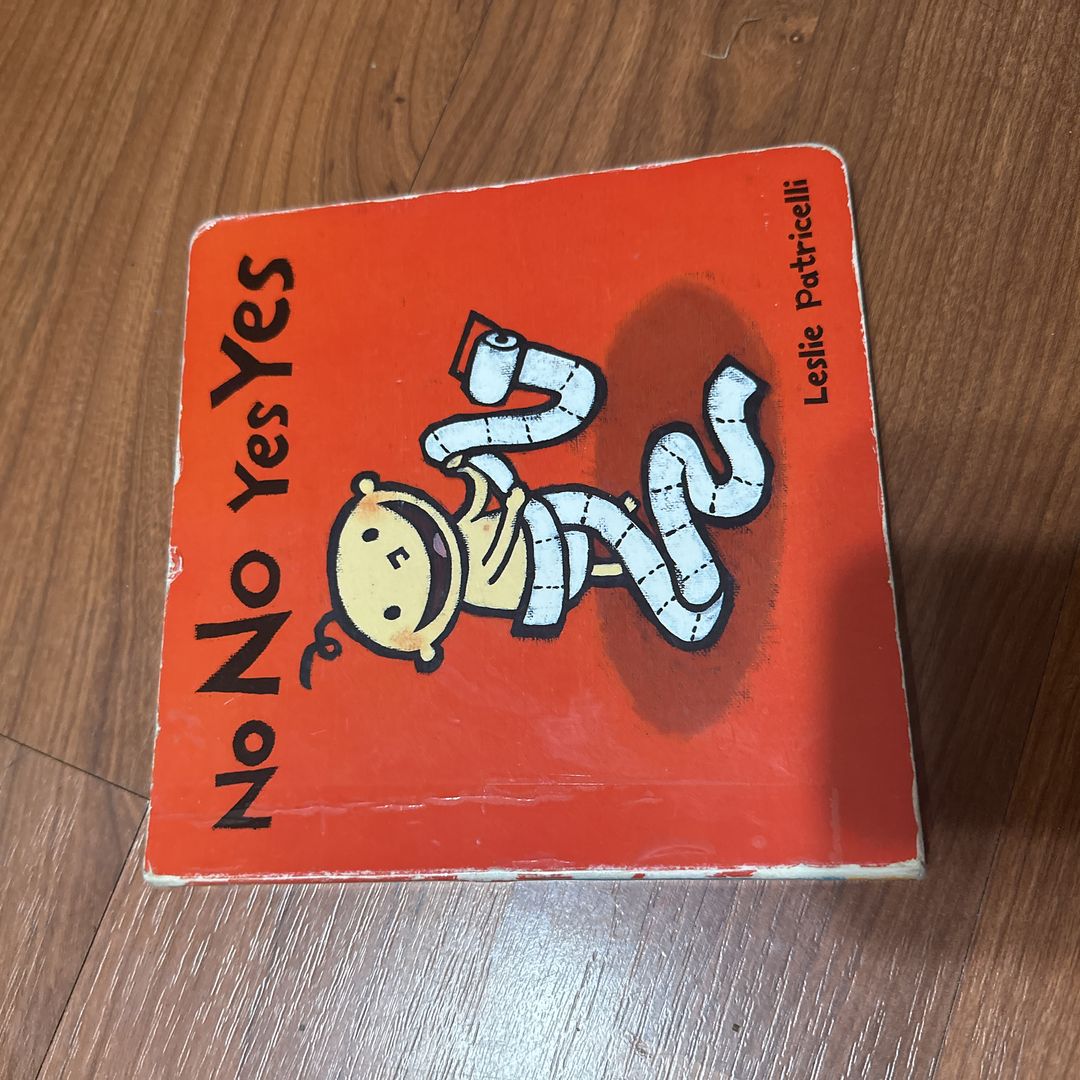 No No Yes Yes
Leslie Patricelli